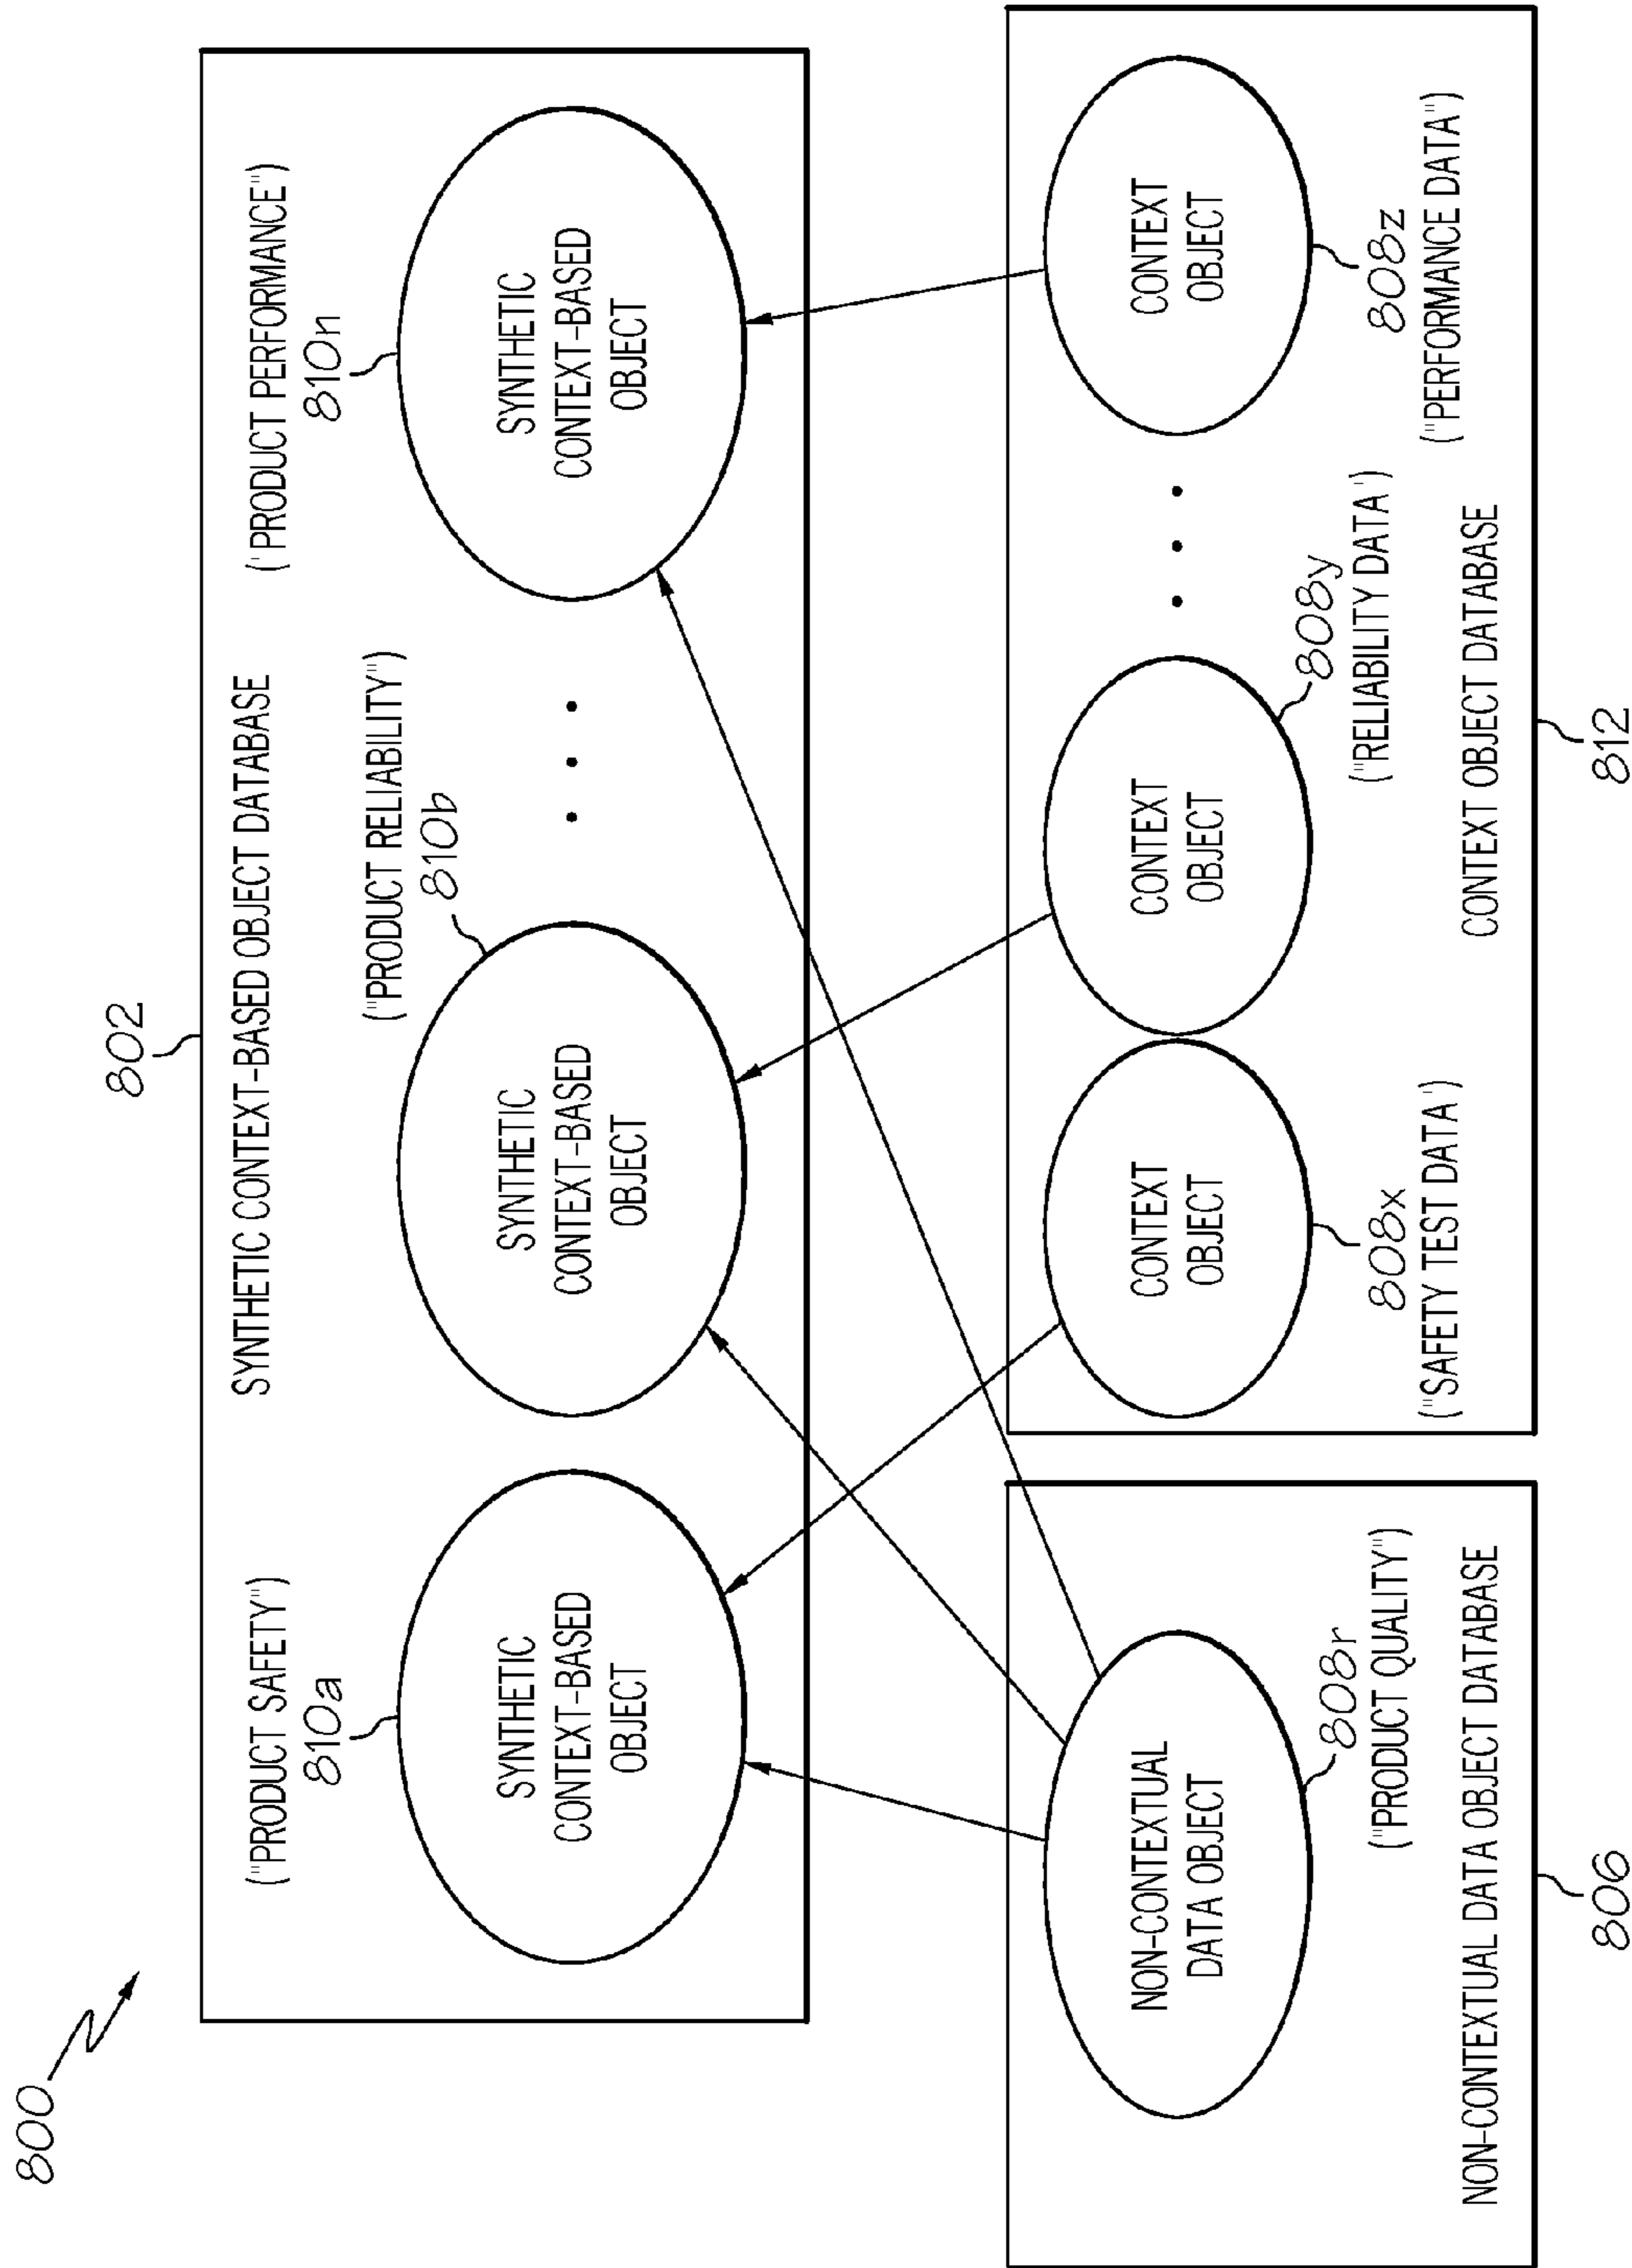 800
802
SYNTHETIC CONTEXT-BASED OBJECT DATABASE
("PRODUCT SAFETY")
810a
SYNTHETIC
CONTEXT-BASED
OBJECT
("PRODUCT RELIABILITY")
810b
SYNTHETIC
CONTEXT-BASED
OBJECT
• • •
("PRODUCT PERFORMANCE")
810n
SYNTHETIC
CONTEXT-BASED
OBJECT
NON-CONTEXTUAL
DATA OBJECT
808r
("PRODUCT QUALITY")
NON-CONTEXTUAL DATA OBJECT DATABASE
806
CONTEXT
OBJECT
808x
("SAFETY TEST DATA")
CONTEXT
OBJECT
808y
("RELIABILITY DATA")
• • •
CONTEXT
OBJECT
808z
("PERFORMANCE DATA")
CONTEXT OBJECT DATABASE
812